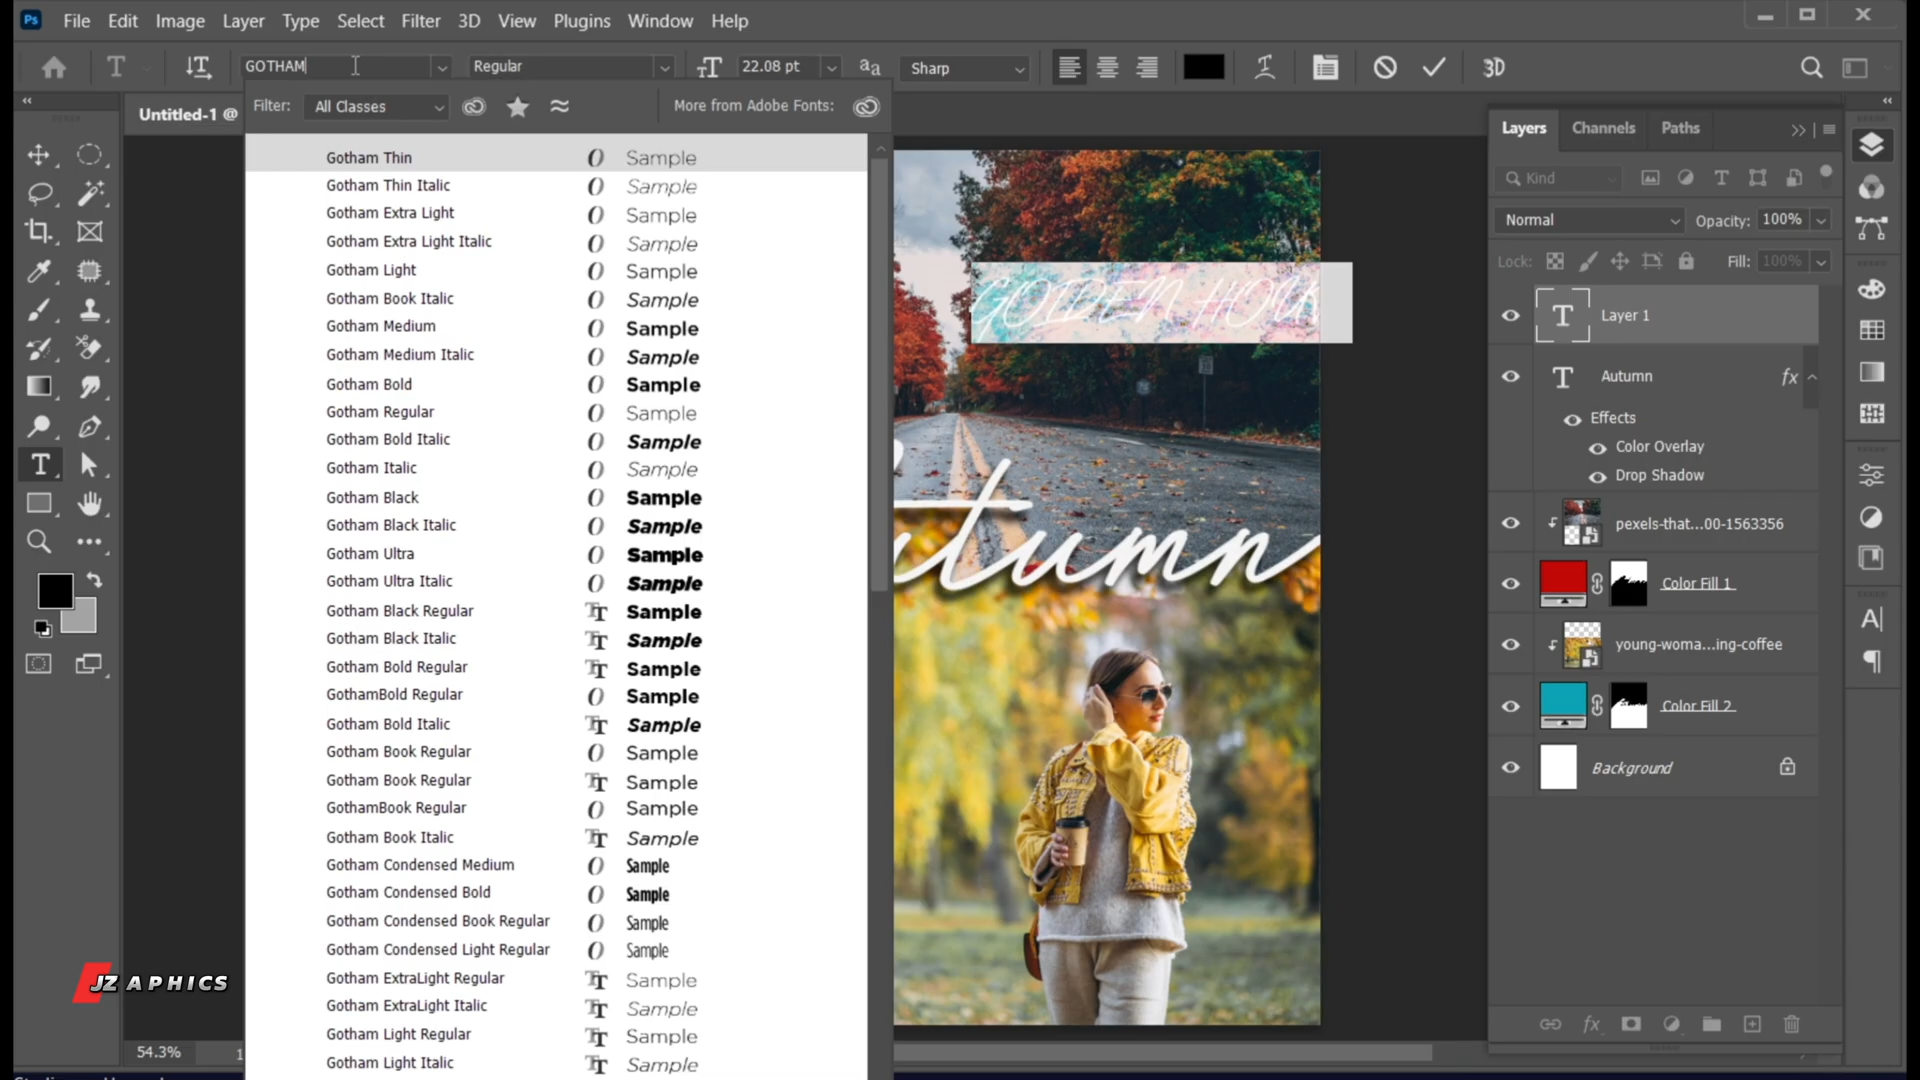 Ps File Edit Image Layer Type Select Filter 3D View Plugins Window Help
GOTHAM Regular 22.08 pt aa Sharp 3D
Untitled-1 @
Filter: All Classes More from Adobe Fonts:
Gotham Thin Sample
Gotham Thin Italic Sample
Gotham Extra Light Sample
Gotham Extra Light Italic Sample
Gotham Light Sample
Gotham Book Italic Sample
Gotham Medium Sample
Gotham Medium Italic Sample
Gotham Bold Sample
Gotham Regular Sample
Gotham Bold Italic Sample
Gotham Italic Sample
Gotham Black Sample
Gotham Black Italic Sample
Gotham Ultra Sample
Gotham Ultra Italic Sample
Gotham Black Regular Sample
Gotham Black Italic Sample
Gotham Bold Regular Sample
GothamBold Regular Sample
Gotham Bold Italic Sample
Gotham Book Regular Sample
Gotham Book Regular Sample
GothamBook Regular Sample
Gotham Book Italic Sample
Gotham Condensed Medium Sample
Gotham Condensed Bold Sample
Gotham Condensed Book Regular Sample
Gotham Condensed Light Regular Sample
Gotham ExtraLight Regular Sample
Gotham ExtraLight Italic Sample
Gotham Light Regular Sample
Gotham Light Italic Sample
JZ APHICS
54.3%
GOlDEN HOUR
utumn
Layers Channels Paths
Kind
Normal Opacity: 100%
Lock: Fill: 100%
Layer 1
Autumn fx
Effects
Color Overlay
Drop Shadow
pexels-that...00-1563356
Color Fill 1
young-woma...ing-coffee
Color Fill 2
Background
fx